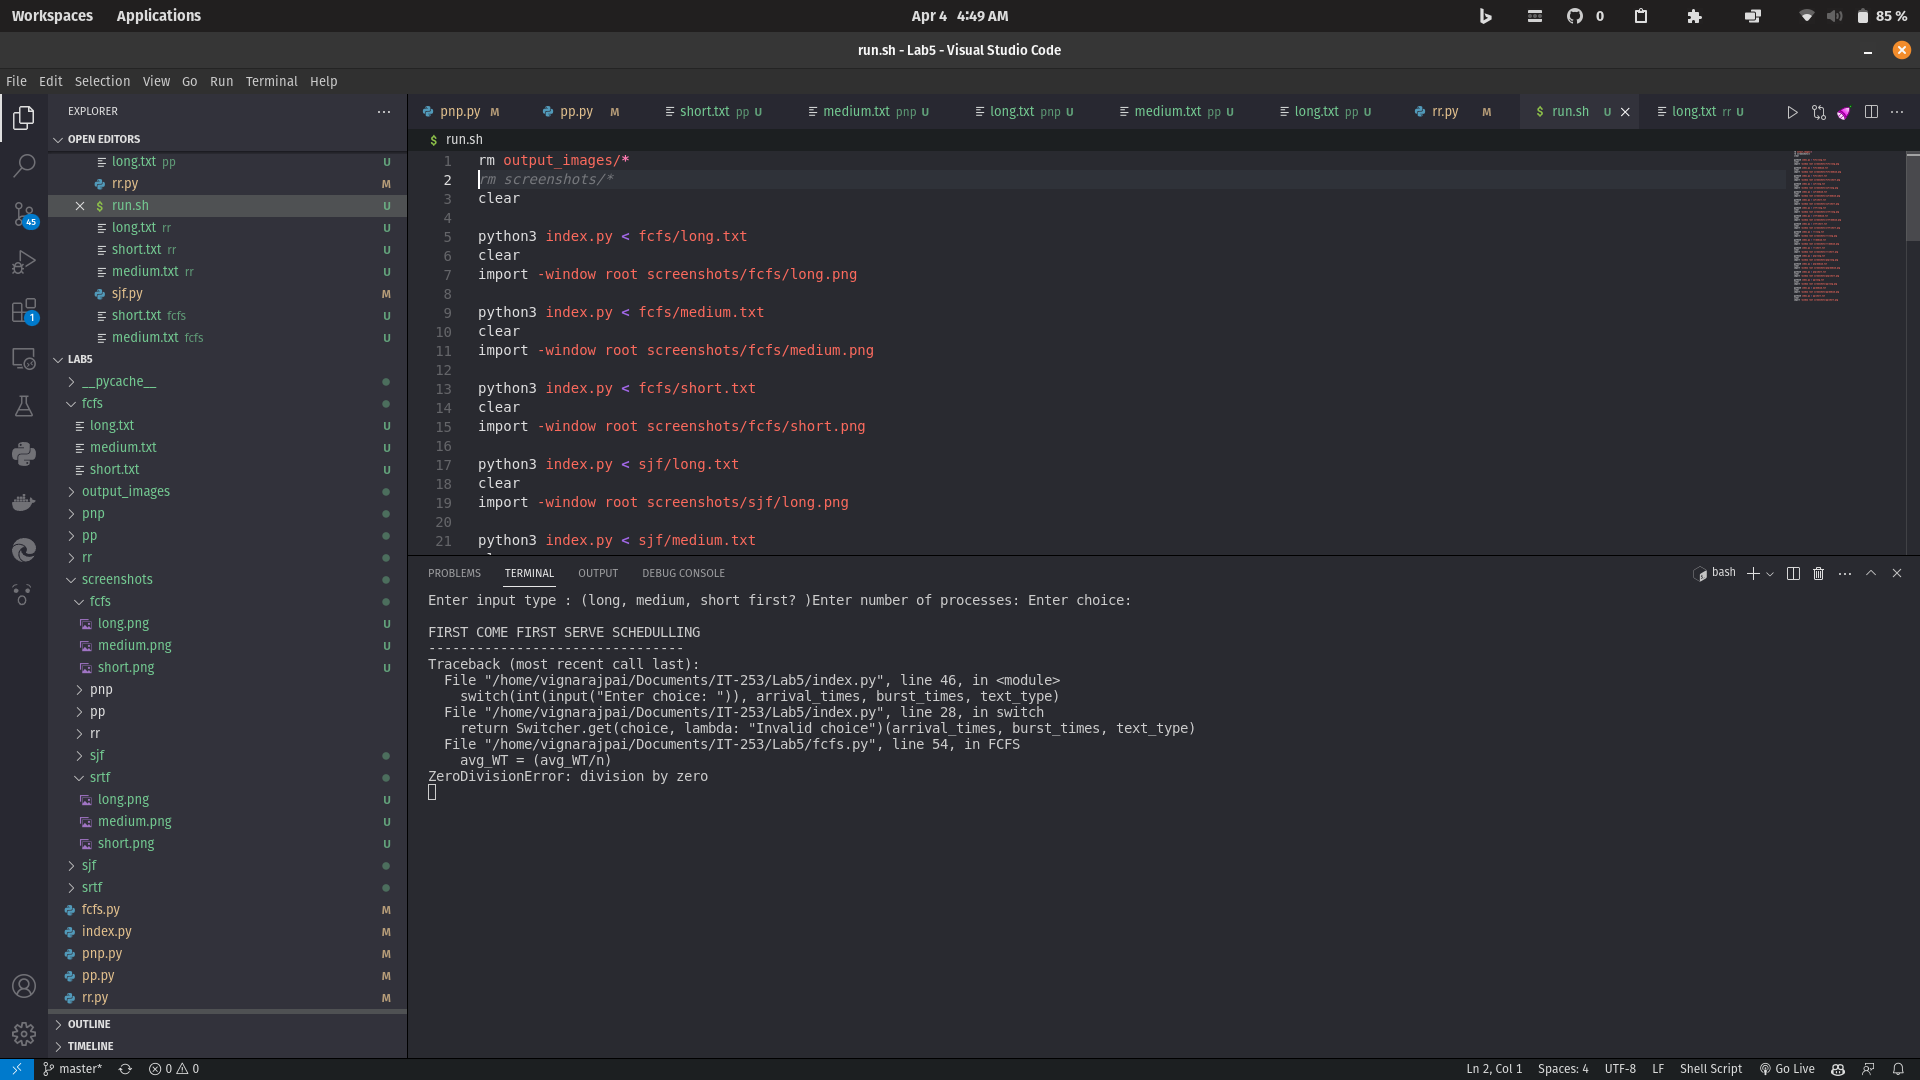 Workspaces Applications Apr 4 4:49 AM 0 85 %
run.sh - Lab5 - Visual Studio Code
File Edit Selection View Go Run Terminal Help
EXPLORER
OPEN EDITORS
long.txt pp U
rr.py M
$ run.sh U
long.txt rr U
short.txt rr U
medium.txt rr U
sjf.py M
short.txt fcfs U
medium.txt fcfs U
LAB5
__pycache__
fcfs
long.txt U
medium.txt U
short.txt U
output_images
pnp
pp
rr
screenshots
fcfs
long.png U
medium.png U
short.png U
pnp
pp
rr
sjf
srtf
long.png U
medium.png U
short.png U
sjf
srtf
fcfs.py M
index.py M
pnp.py M
pp.py M
rr.py M
OUTLINE
TIMELINE
45
1
pnp.py M pp.py M short.txt pp U medium.txt pnp U long.txt pnp U medium.txt pp U long.txt pp U rr.py M $ run.sh U long.txt rr U
$ run.sh
1 rm output_images/*
2 rm screenshots/*
3 clear
4
5 python3 index.py < fcfs/long.txt
6 clear
7 import -window root screenshots/fcfs/long.png
8
9 python3 index.py < fcfs/medium.txt
10 clear
11 import -window root screenshots/fcfs/medium.png
12
13 python3 index.py < fcfs/short.txt
14 clear
15 import -window root screenshots/fcfs/short.png
16
17 python3 index.py < sjf/long.txt
18 clear
19 import -window root screenshots/sjf/long.png
20
21 python3 index.py < sjf/medium.txt
PROBLEMS TERMINAL OUTPUT DEBUG CONSOLE bash
Enter input type : (long, medium, short first? )Enter number of processes: Enter choice:
FIRST COME FIRST SERVE SCHEDULLING
--------------------------------
Traceback (most recent call last):
File "/home/vignarajpai/Documents/IT-253/Lab5/index.py", line 46, in <module>
switch(int(input("Enter choice: ")), arrival_times, burst_times, text_type)
File "/home/vignarajpai/Documents/IT-253/Lab5/index.py", line 28, in switch
return Switcher.get(choice, lambda: "Invalid choice")(arrival_times, burst_times, text_type)
File "/home/vignarajpai/Documents/IT-253/Lab5/fcfs.py", line 54, in FCFS
avg_WT = (avg_WT/n)
ZeroDivisionError: division by zero
master* 0 0 Ln 2, Col 1 Spaces: 4 UTF-8 LF Shell Script Go Live